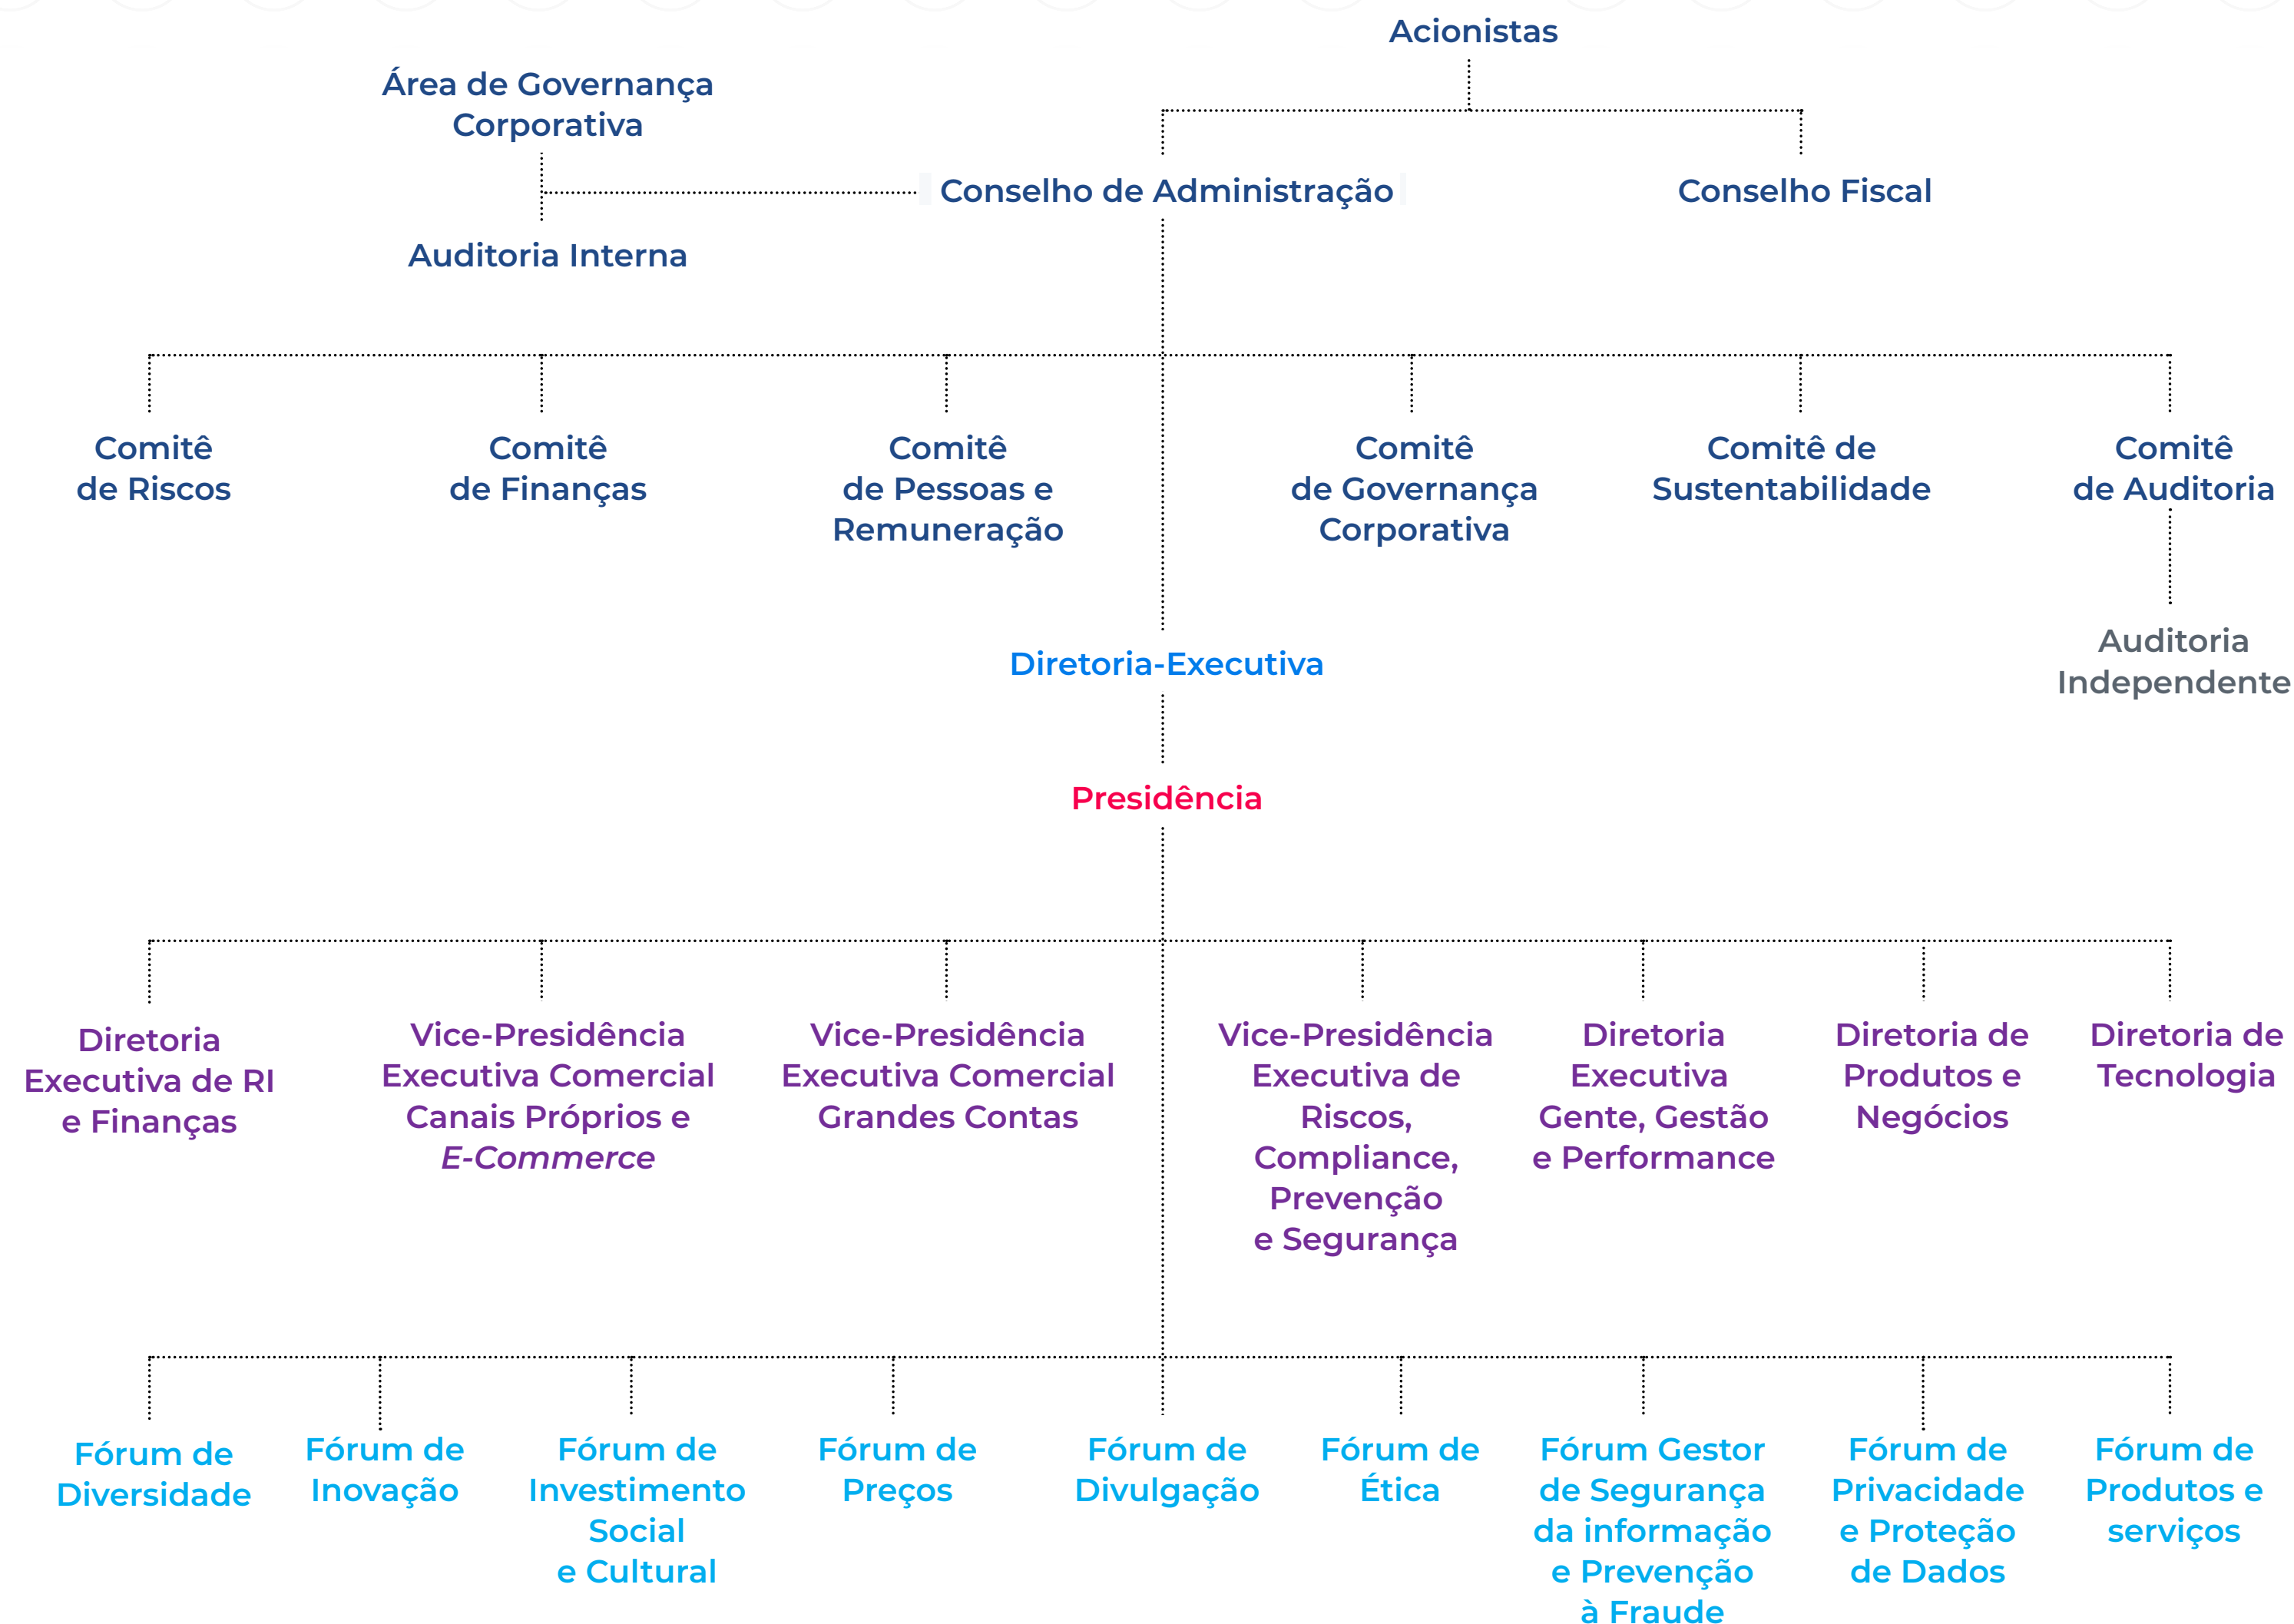 Acionistas
Área de Governança
Corporativa
Conselho de Administração
Conselho Fiscal
Auditoria Interna
Comitê
de Riscos
Comitê
de Finanças
Comitê
de Pessoas e
Remuneração
Comitê
de Governança
Corporativa
Comitê de
Sustentabilidade
Comitê
de Auditoria
Auditoria
Independente
Diretoria-Executiva
Presidência
Diretoria
Executiva de RI
e Finanças
Vice-Presidência
Executiva Comercial
Canais Próprios e
E-Commerce
Vice-Presidência
Executiva Comercial
Grandes Contas
Vice-Presidência
Executiva de
Riscos,
Compliance,
Prevenção
e Segurança
Diretoria
Executiva
Gente, Gestão
e Performance
Diretoria de
Produtos e
Negócios
Diretoria de
Tecnologia
Fórum de
Diversidade
Fórum de
Inovação
Fórum de
Investimento
Social
e Cultural
Fórum de
Preços
Fórum de
Divulgação
Fórum de
Ética
Fórum Gestor
de Segurança
da informação
e Prevenção
à Fraude
Fórum de
Privacidade
e Proteção
de Dados
Fórum de
Produtos e
serviços